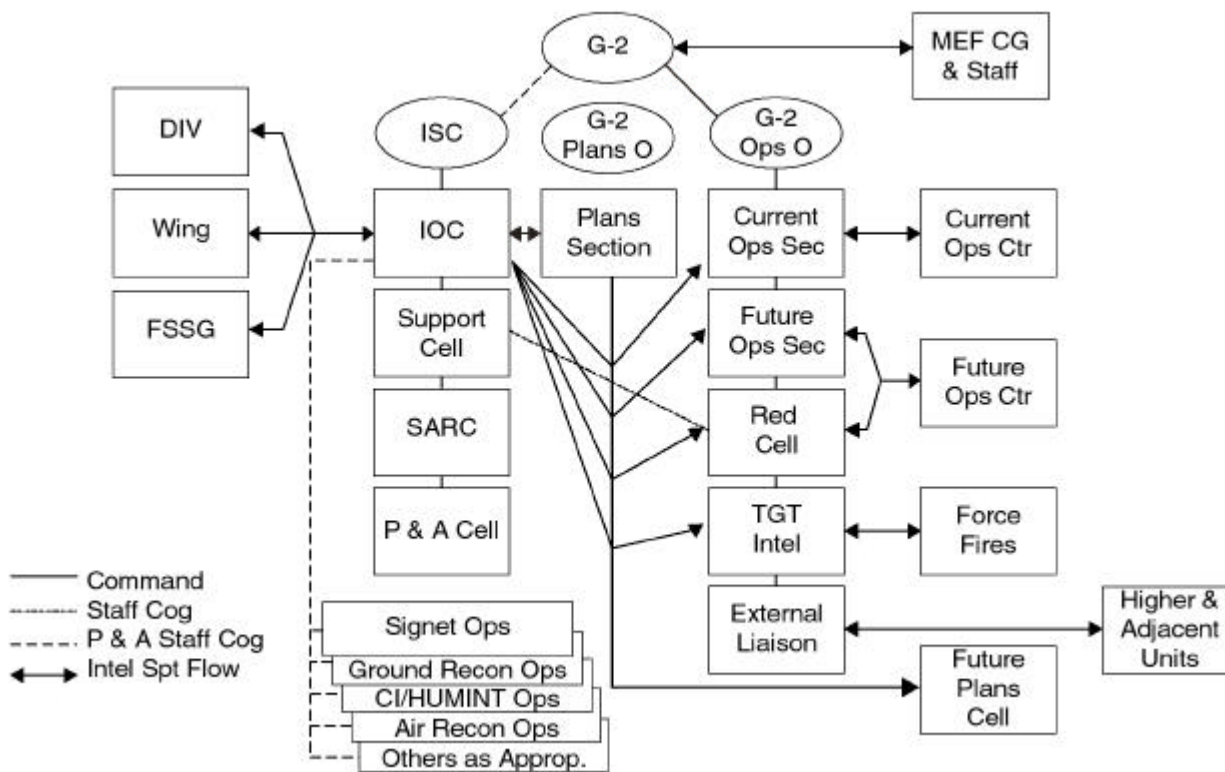 G-2
MEF CG
& Staff
DIV
ISC
G-2
Plans O
G-2
Ops O
Wing
IOC
Plans
Section
Current
Ops Sec
Current
Ops Ctr
FSSG
Support
Cell
Future
Ops Sec
Future
Ops Ctr
SARC
Red
Cell
P & A Cell
TGT
Intel
Force
Fires
Command
Staff Cog
P & A Staff Cog
Intel Spt Flow
Signet Ops
Ground Recon Ops
CI/HUMINT Ops
Air Recon Ops
Others as Approp.
External
Liaison
Higher &
Adjacent
Units
Future
Plans
Cell